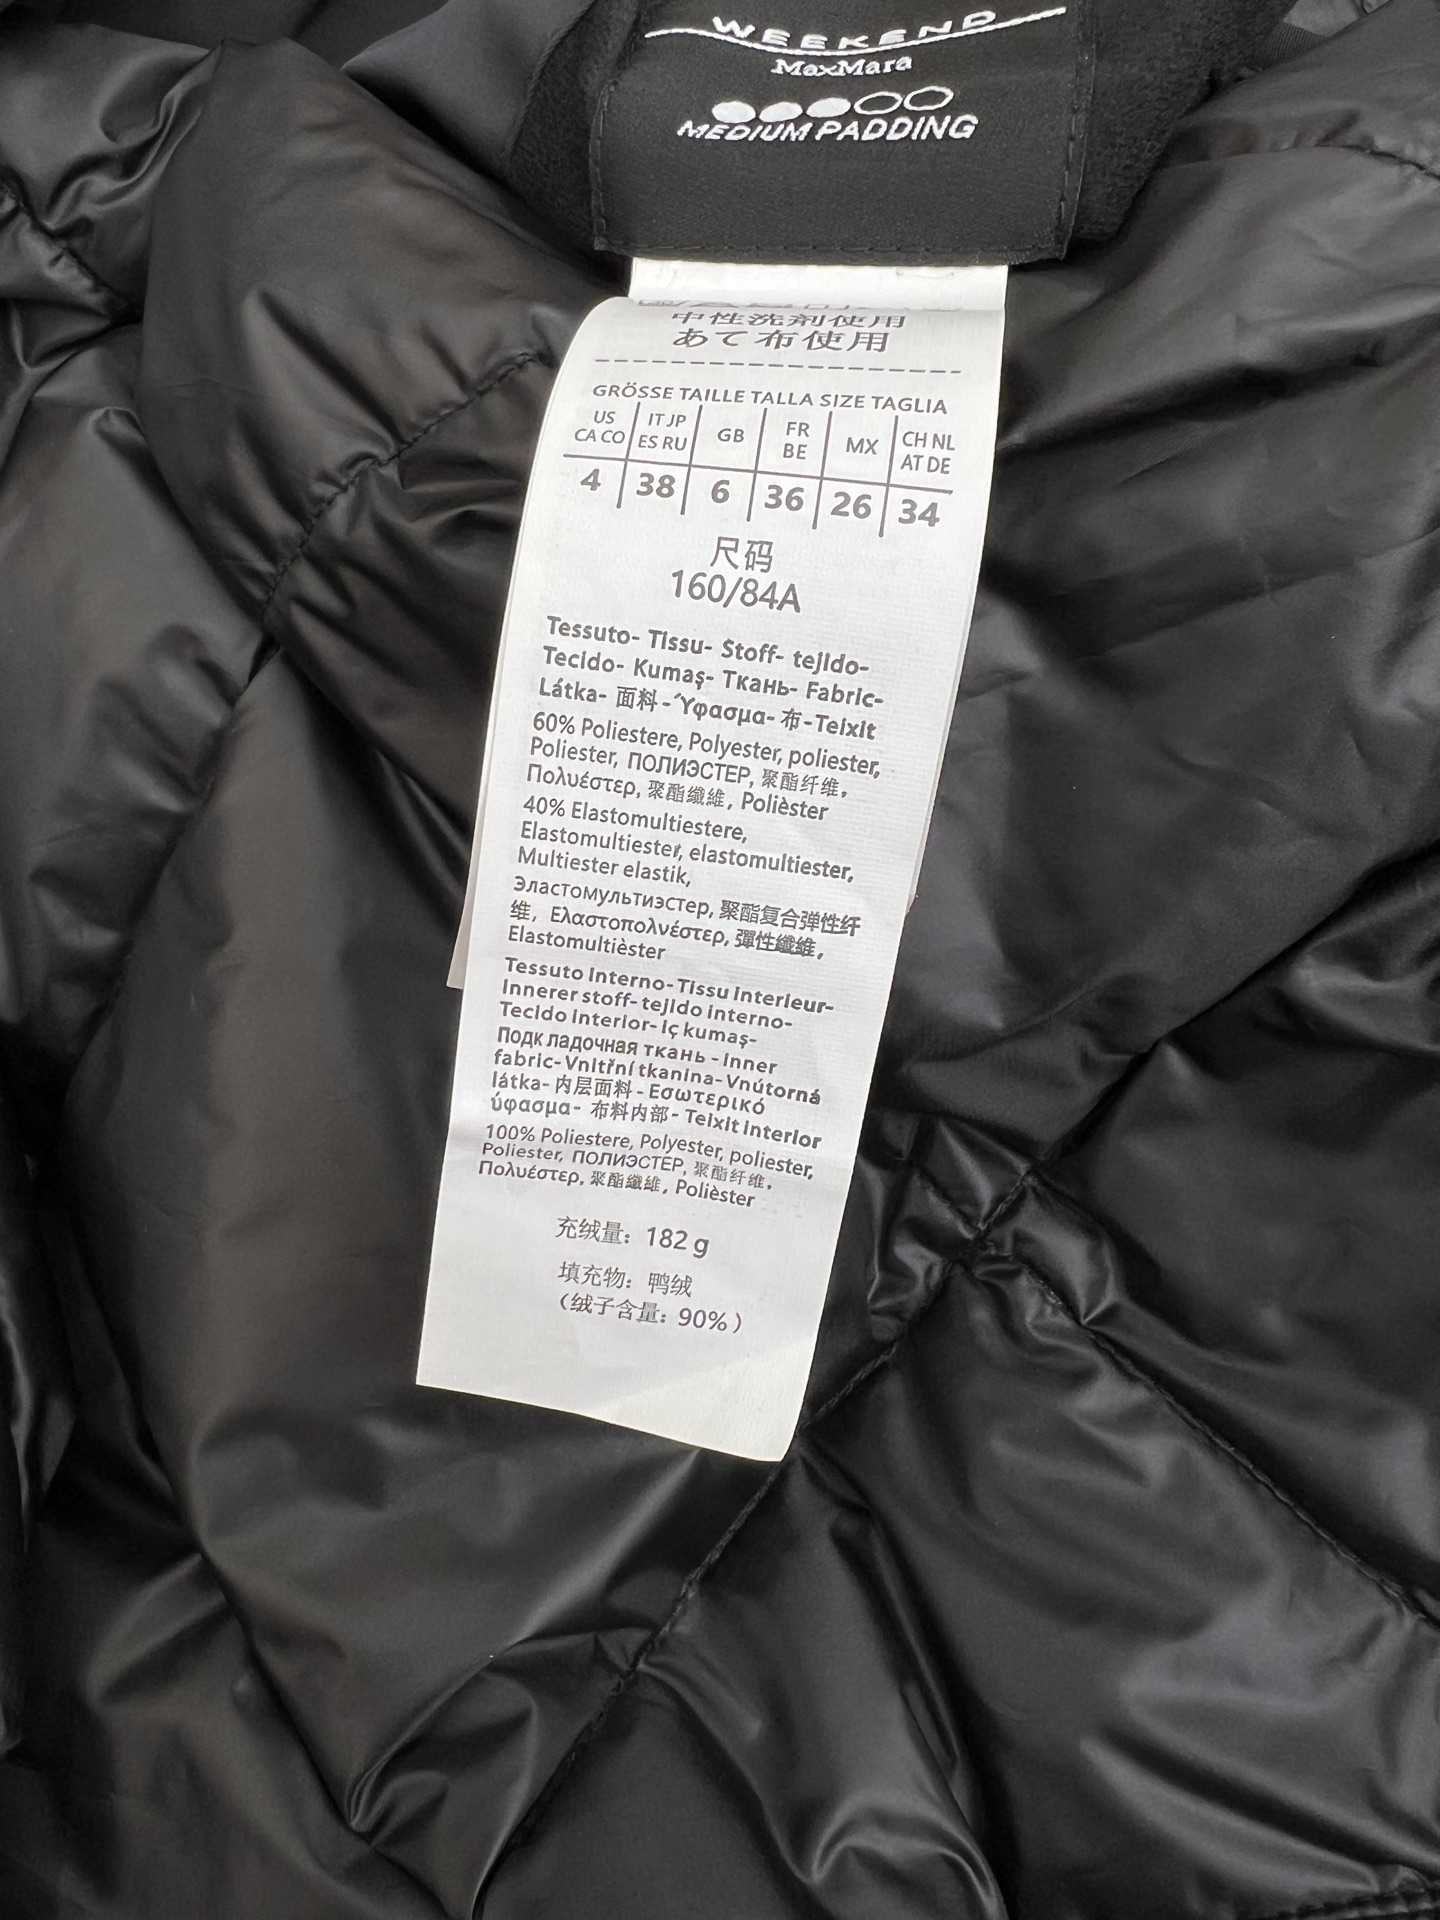 WEEKEND
MaxMara
MEDIUM PADDING
中性洗剤使用
あて布使用
GRÖSSE TAILLE TALLA SIZE TAGLIA
US CA CO | IT JP ES RU | GB | FR BE | MX | CH NL AT DE
4 | 38 | 6 | 36 | 26 | 34
尺码
160/84A
Tessuto- Tissu- Stoff- tejido-
Tecido- Kumaş- Ткань- Fabric-
Látka- 面料 -Ύφασμα- 布 -Teixit
60% Poliestere, Polyester, poliester,
Poliester, ПОЛИЭСТЕР, 聚酯纤维,
Πολυέστερ, 聚酯纖維, Polièster
40% Elastomultiestere,
Elastomultiester, elastomultiester,
Multiester elastik,
Эластомультиэстер, 聚酯复合弹性纤
维, Ελαστοπολνέστερ, 彈性纖維,
Elastomultièster
Tessuto Interno- Tissu interieur-
Innerer stoff- tejido interno-
Tecido Interior- iç kumaş-
Подк ладочная ткань - Inner
fabric- Vnitřní tkanina- Vnútorná
látka- 内层面料 - Εσωτερικό
ύφασμα- 布料内部 - Teixit interior
100% Poliestere, Polyester, poliester,
Poliester, ПОЛИЭСТЕР, 聚酯纤维,
Πολυέστερ, 聚酯纖維, Polièster
充绒量: 182 g
填充物: 鸭绒
(绒子含量: 90%)